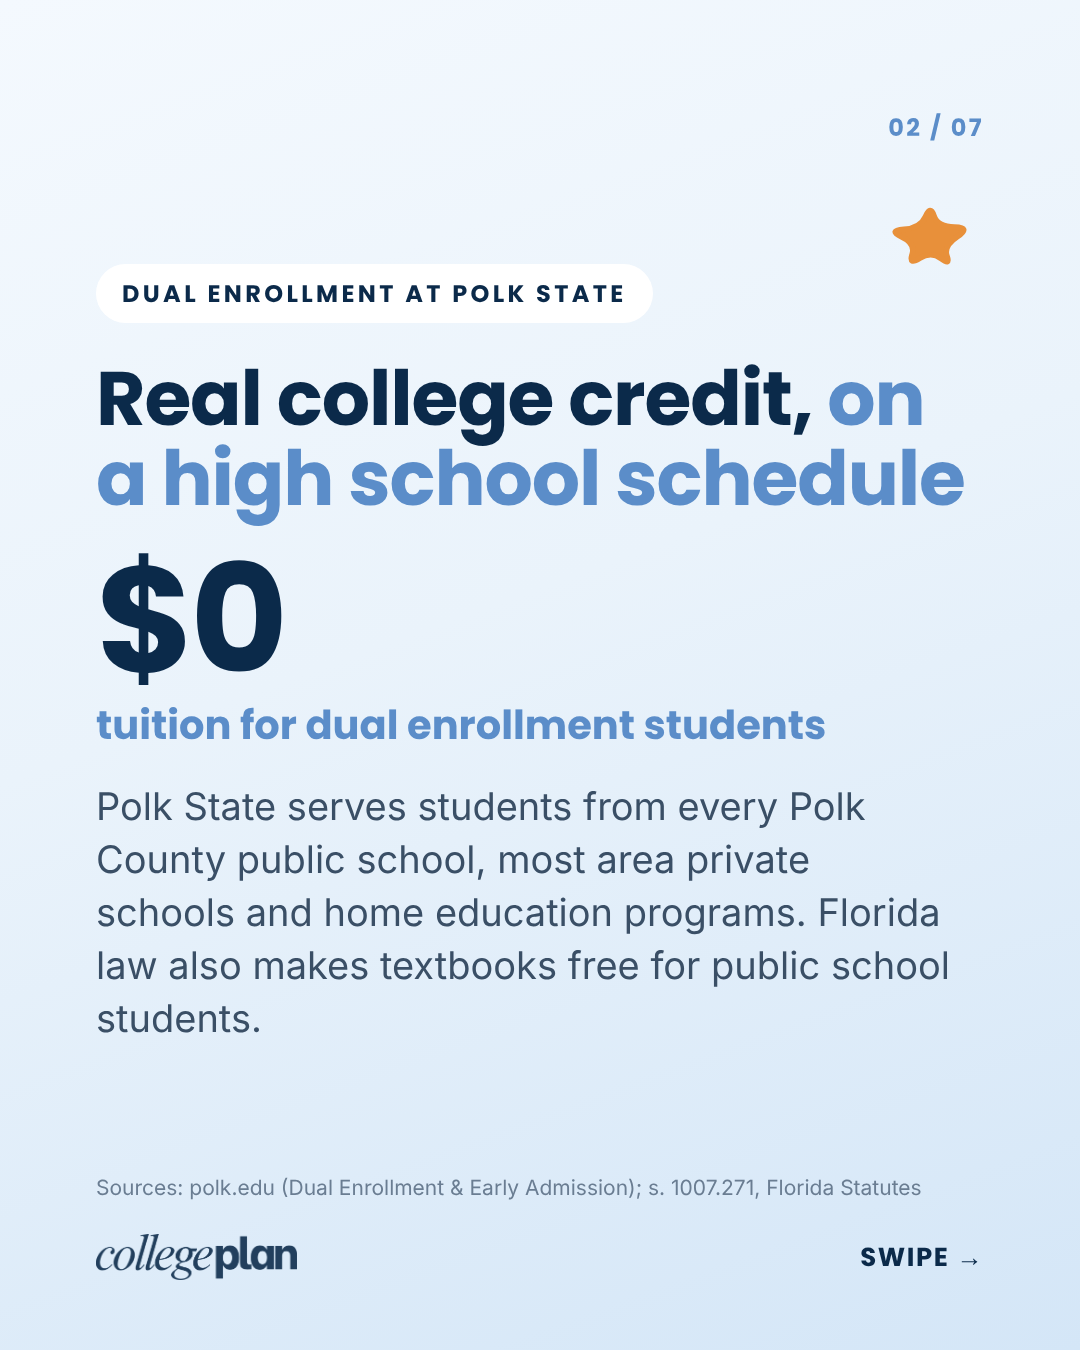 02 / 07
DUAL ENROLLMENT AT POLK STATE
Real college credit, on
a high school schedule
$0
tuition for dual enrollment students
Polk State serves students from every Polk
County public school, most area private
schools and home education programs. Florida
law also makes textbooks free for public school
students.
Sources: polk.edu (Dual Enrollment & Early Admission); s. 1007.271, Florida Statutes
collegeplan
SWIPE →